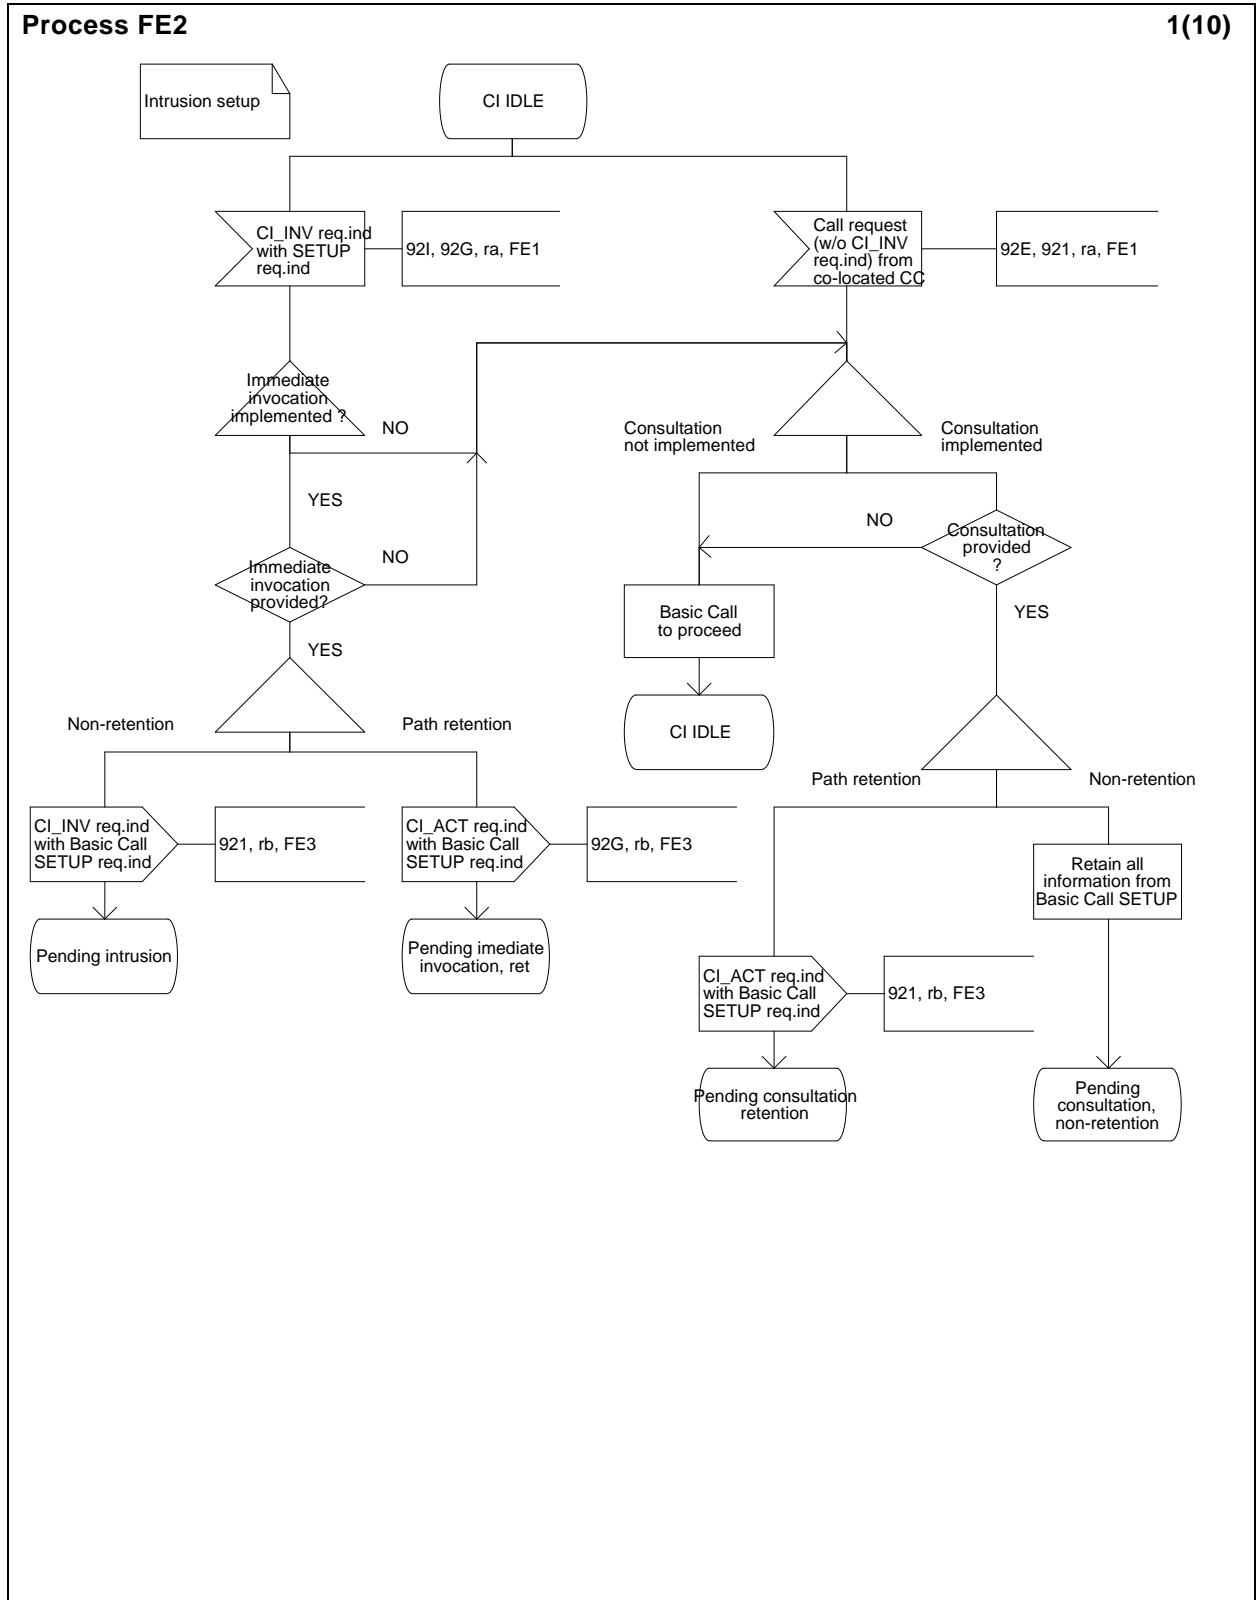 Process FE2
1(10)
Intrusion setup
CI IDLE
CI_INV req.ind
with SETUP
req.ind
92I, 92G, ra, FE1
Call request
(w/o CI_INV
req.ind) from
co-located CC
92E, 921, ra, FE1
Immediate
invocation
implemented ?
NO
Consultation
not implemented
Consultation
implemented
YES
NO
Consultation
provided
?
Immediate
invocation
provided?
NO
Basic Call
to proceed
YES
YES
Non-retention
Path retention
CI IDLE
Path retention
Non-retention
CI_INV req.ind
with Basic Call
SETUP req.ind
921, rb, FE3
CI_ACT req.ind
with Basic Call
SETUP req.ind
92G, rb, FE3
Retain all
information from
Basic Call SETUP
Pending intrusion
Pending imediate
invocation, ret
CI_ACT req.ind
with Basic Call
SETUP req.ind
921, rb, FE3
Pending consultation
retention
Pending
consultation,
non-retention